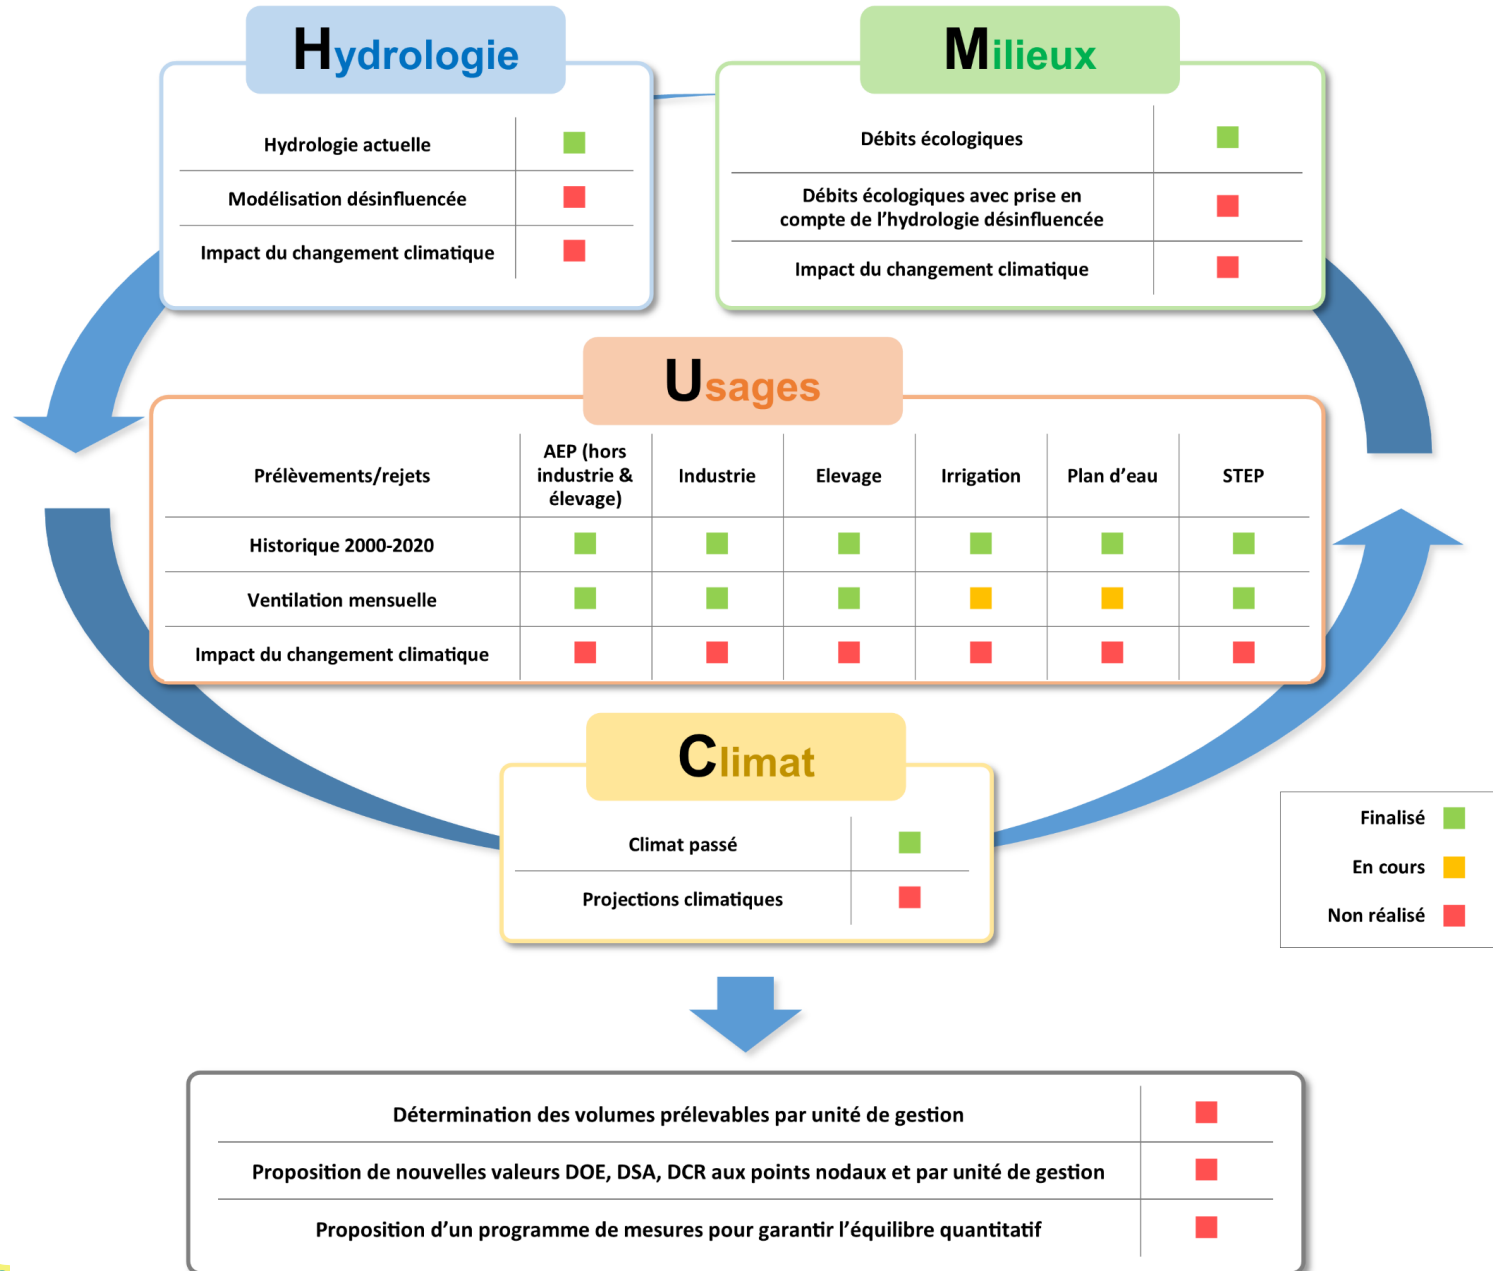 Hydrologie
Hydrologie actuelle
Modélisation désinfluencée
Impact du changement climatique
Milieux
Débits écologiques
Débits écologiques avec prise en
compte de l'hydrologie désinfluencée
Impact du changement climatique
Usages
Prélèvements/rejets
AEP (hors
industrie &
élevage)
Industrie
Elevage
Irrigation
Plan d'eau
STEP
Historique 2000-2020
Ventilation mensuelle
Impact du changement climatique
Climat
Climat passé
Projections climatiques
Finalisé
En cours
Non réalisé
Détermination des volumes prélevables par unité de gestion
Proposition de nouvelles valeurs DOE, DSA, DCR aux points nodaux et par unité de gestion
Proposition d'un programme de mesures pour garantir l'équilibre quantitatif